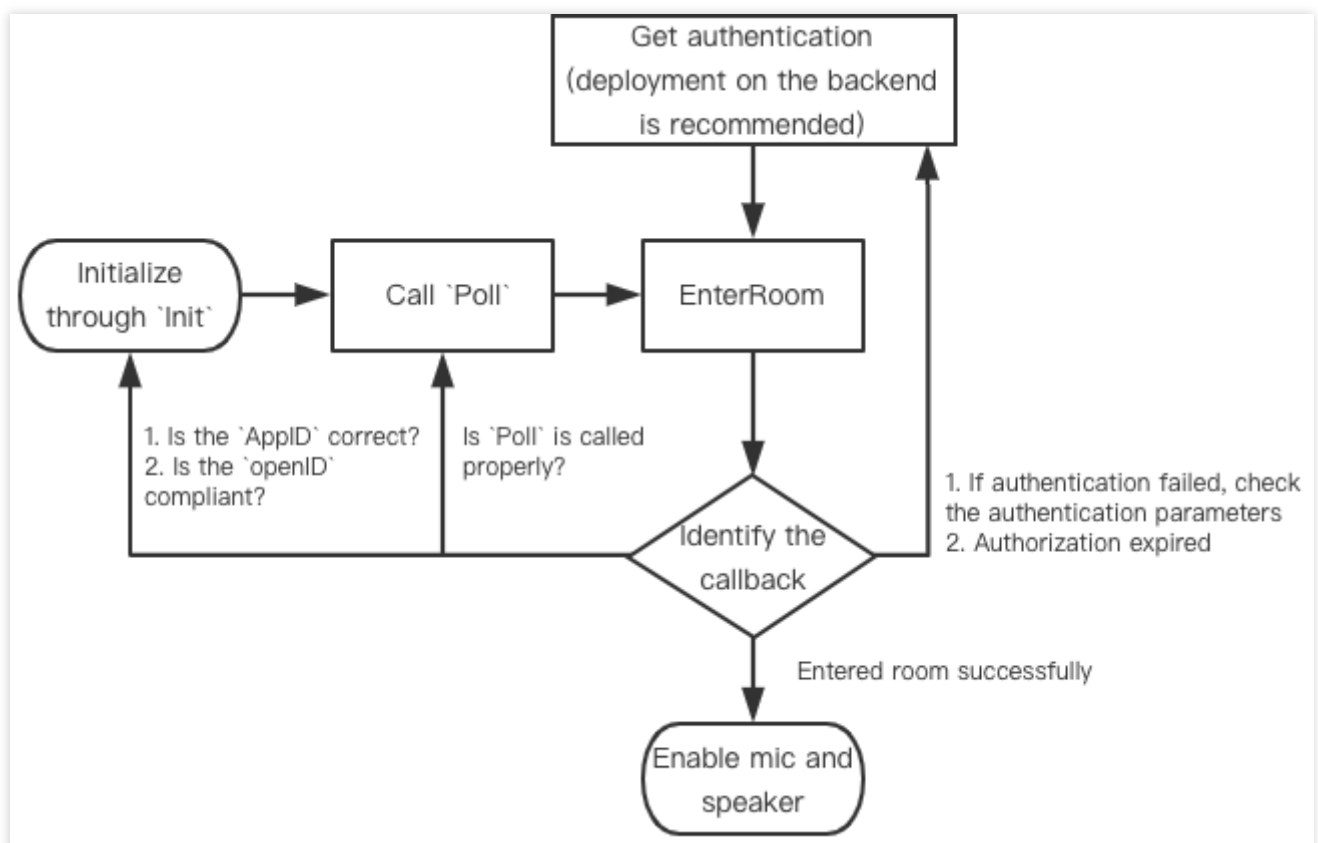 Get authentication
(deployment on the backend
is recommended)
Initialize
through `Init`
Call `Poll`
EnterRoom
1. Is the `AppID` correct?
2. Is the `openID`
compliant?
Is `Poll` is called
properly?
1. If authentication failed, check
the authentication parameters
2. Authorization expired
Identify the
callback
Entered room successfully
Enable mic and
speaker